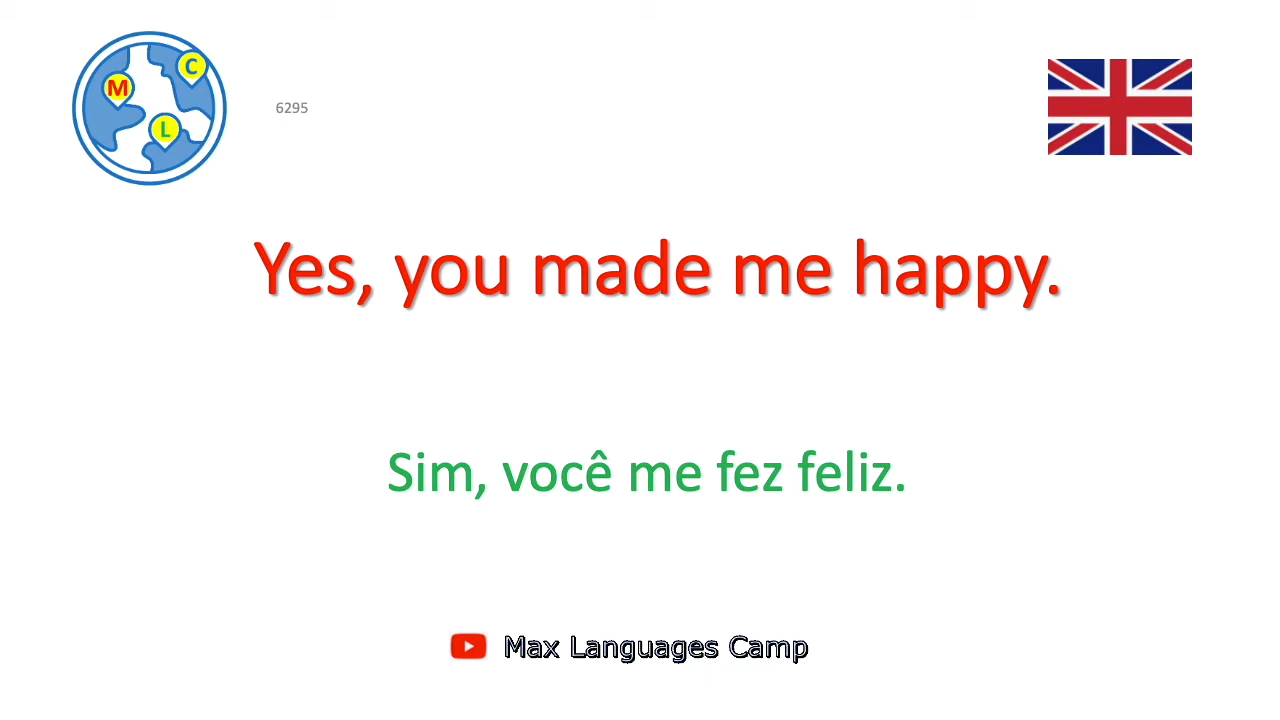 M
C
L
6295
Yes, you made me happy.
Sim, você me fez feliz.
Max Languages Camp